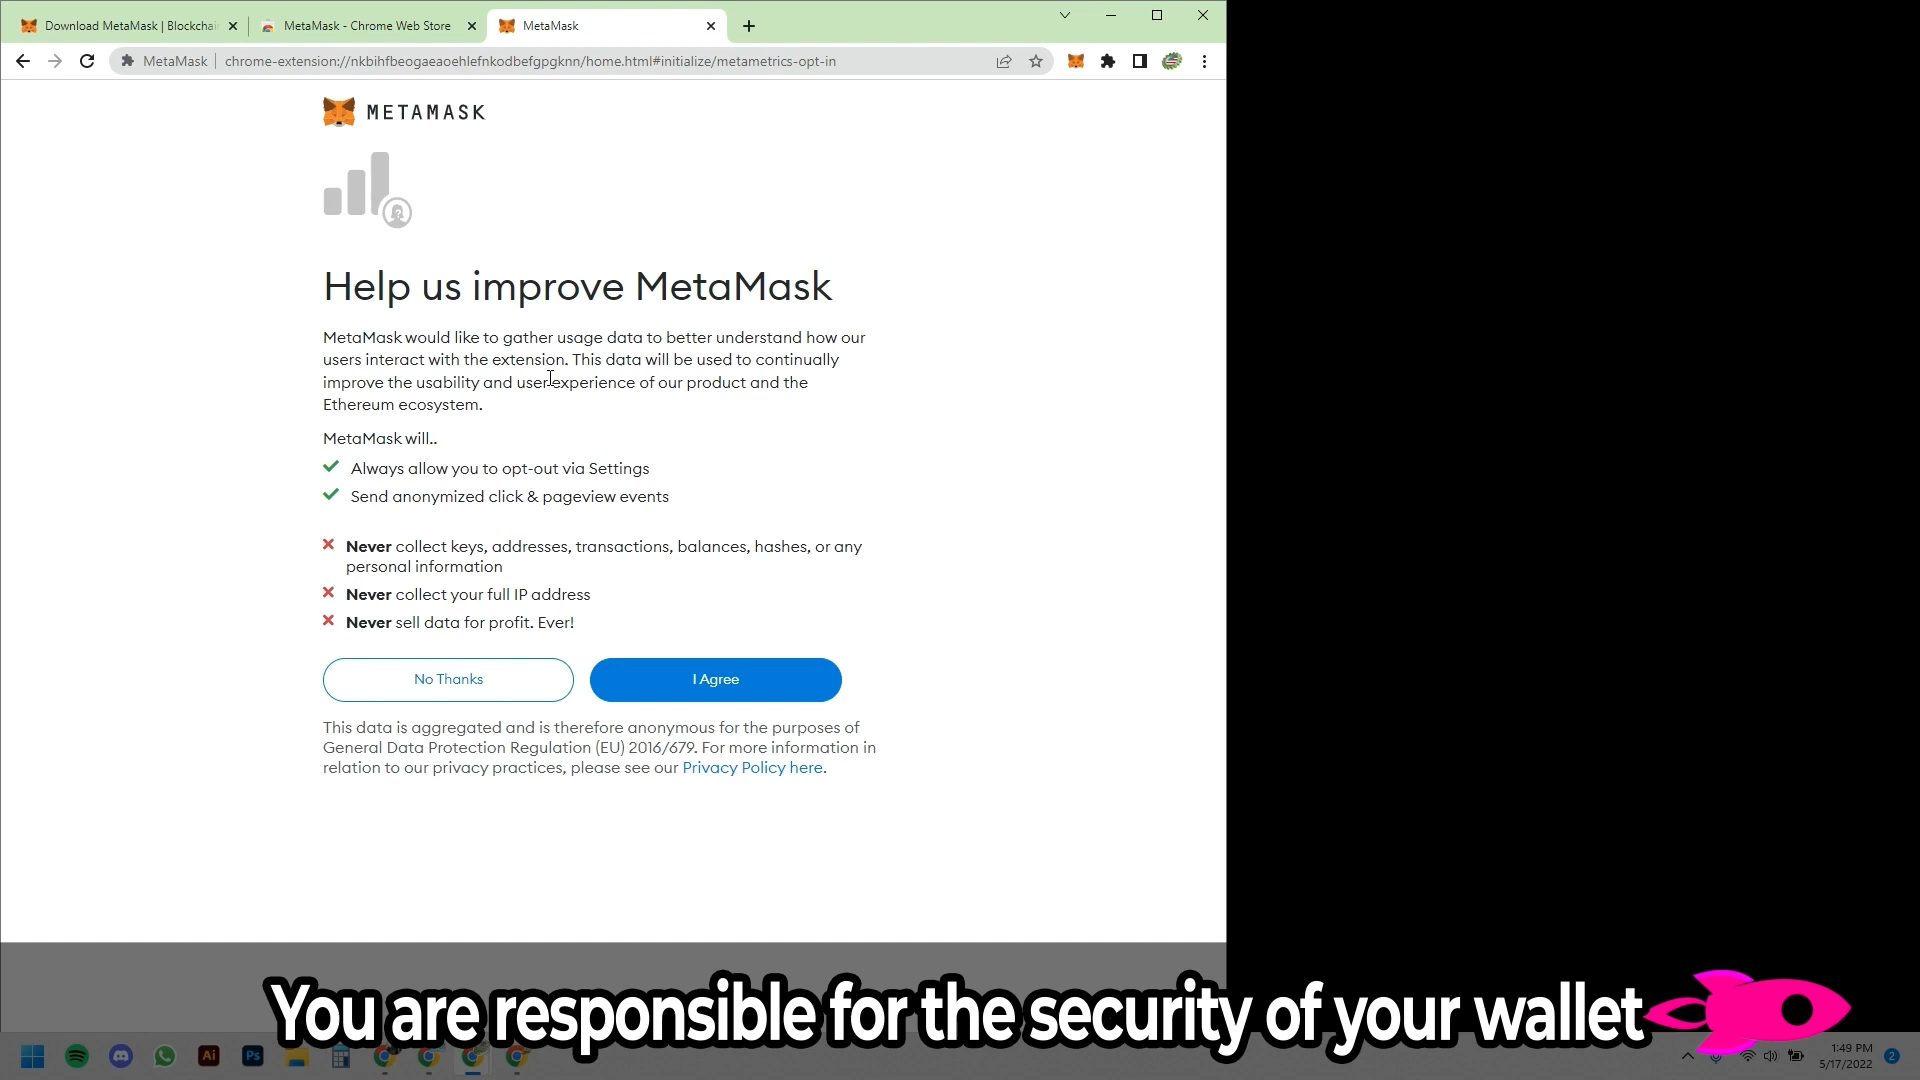 Download MetaMask | Blockchai
MetaMask - Chrome Web Store
MetaMask
MetaMask
chrome-extension://nkbihfbeogaeaoehlefnkodbefgpgknn/home.html#initialize/metametrics-opt-in
METAMASK
Help us improve MetaMask
MetaMask would like to gather usage data to better understand how our
users interact with the extension. This data will be used to continually
improve the usability and user experience of our product and the
Ethereum ecosystem.
MetaMask will..
Always allow you to opt-out via Settings
Send anonymized click & pageview events
Never collect keys, addresses, transactions, balances, hashes, or any
personal information
Never collect your full IP address
Never sell data for profit. Ever!
No Thanks
I Agree
This data is aggregated and is therefore anonymous for the purposes of
General Data Protection Regulation (EU) 2016/679. For more information in
relation to our privacy practices, please see our Privacy Policy here.
You are responsible for the security of your wallet
Ai
Ps
1:49 PM
5/17/2022
2